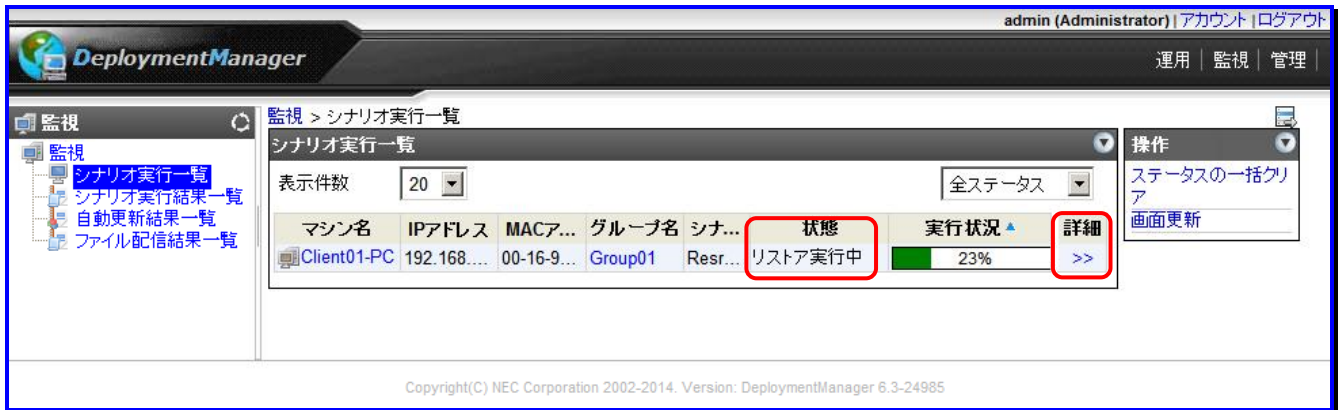 admin (Administrator) | アカウント | ログアウト
DeploymentManager
運用 | 監視 | 管理 |
監視
監視
シナリオ実行一覧
シナリオ実行結果一覧
自動更新結果一覧
ファイル配信結果一覧
監視 > シナリオ実行一覧
シナリオ実行一覧
表示件数 20 全ステータス
マシン名 IPアドレス MACア... グループ名 シナ... 状態 実行状況 詳細
Client01-PC 192.168.... 00-16-9... Group01 Resr... リストア実行中 23% >>
操作
ステータスの一括クリ
ア
画面更新
Copyright(C) NEC Corporation 2002-2014. Version: DeploymentManager 6.3-24985